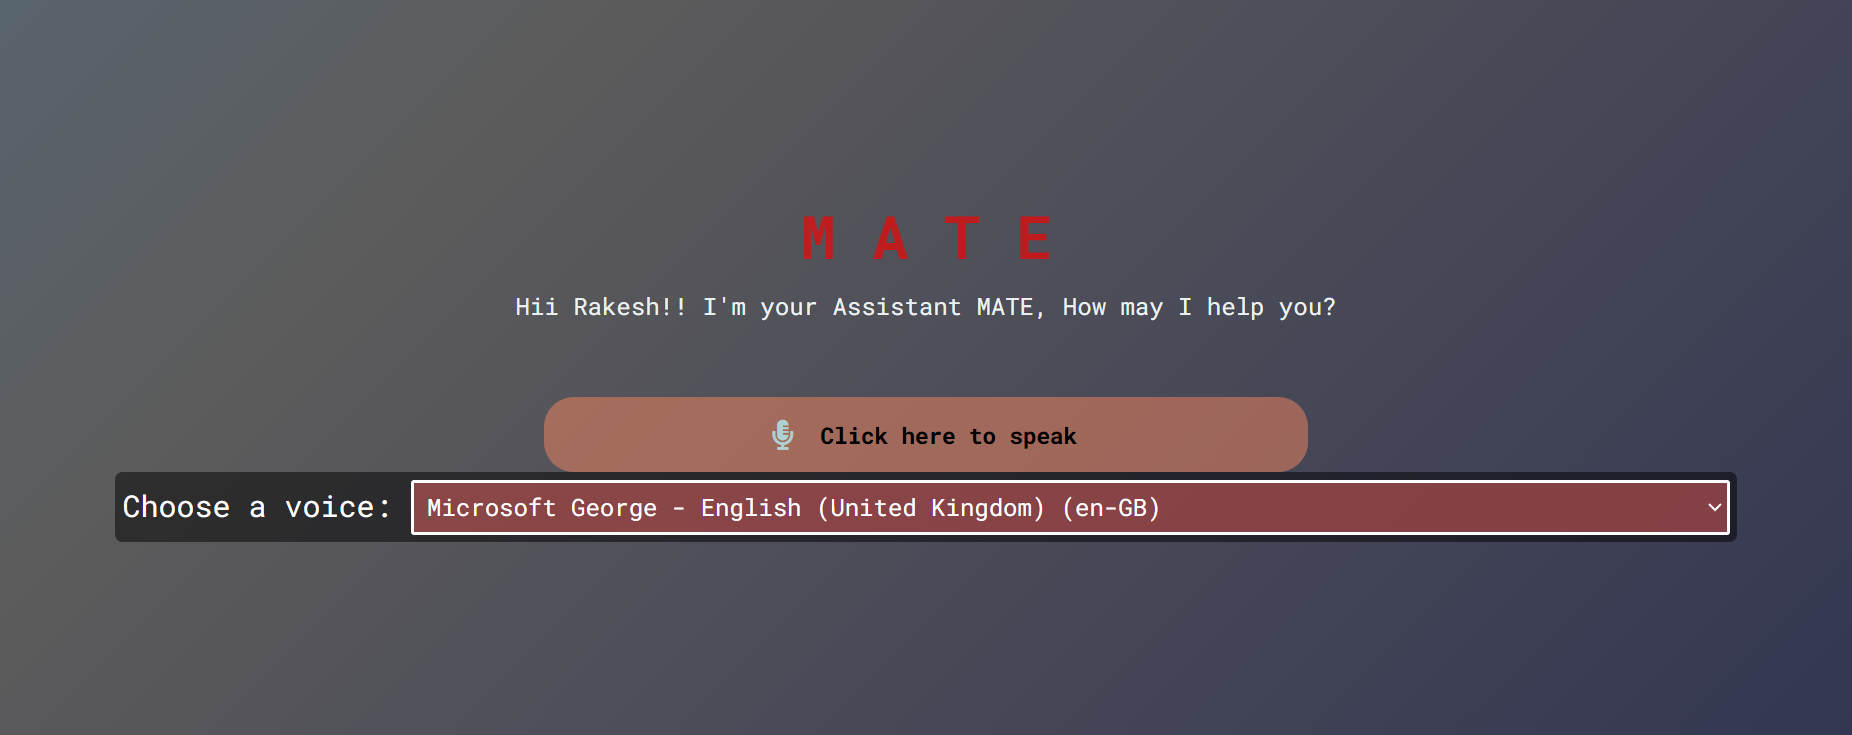 M A T E
Hii Rakesh!! I'm your Assistant MATE, How may I help you?
Click here to speak
Choose a voice: Microsoft George - English (United Kingdom) (en-GB)